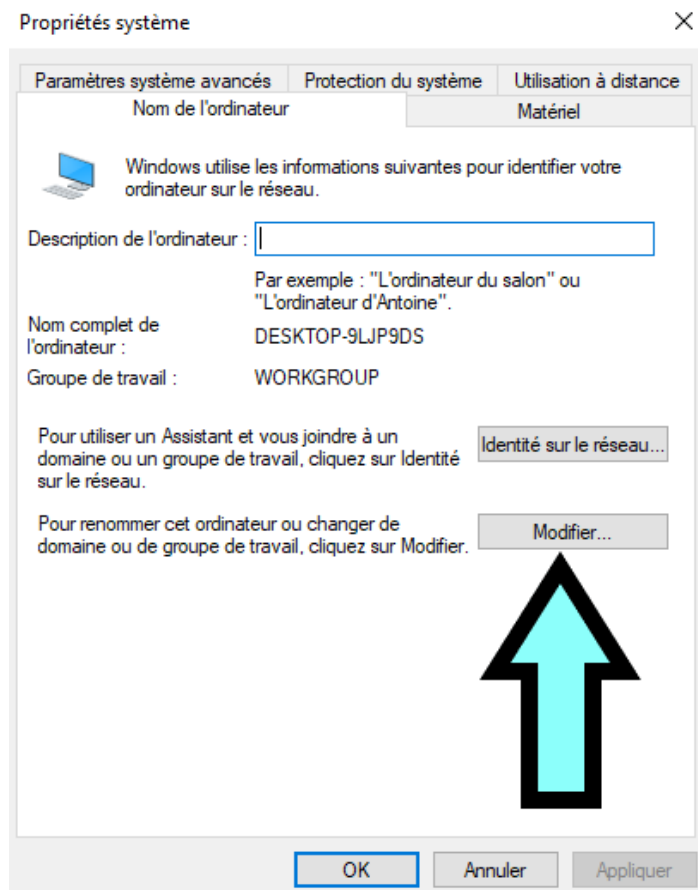 Propriétés système
Paramètres système avancés
Protection du système
Utilisation à distance
Nom de l'ordinateur
Matériel
Windows utilise les informations suivantes pour identifier votre
ordinateur sur le réseau.
Description de l'ordinateur :
Par exemple : "L'ordinateur du salon" ou
"L'ordinateur d'Antoine".
Nom complet de
l'ordinateur :
DESKTOP-9LJP9DS
Groupe de travail :
WORKGROUP
Pour utiliser un Assistant et vous joindre à un
domaine ou un groupe de travail, cliquez sur Identité
sur le réseau.
Identité sur le réseau...
Pour renommer cet ordinateur ou changer de
domaine ou de groupe de travail, cliquez sur Modifier.
Modifier...
OK
Annuler
Appliquer